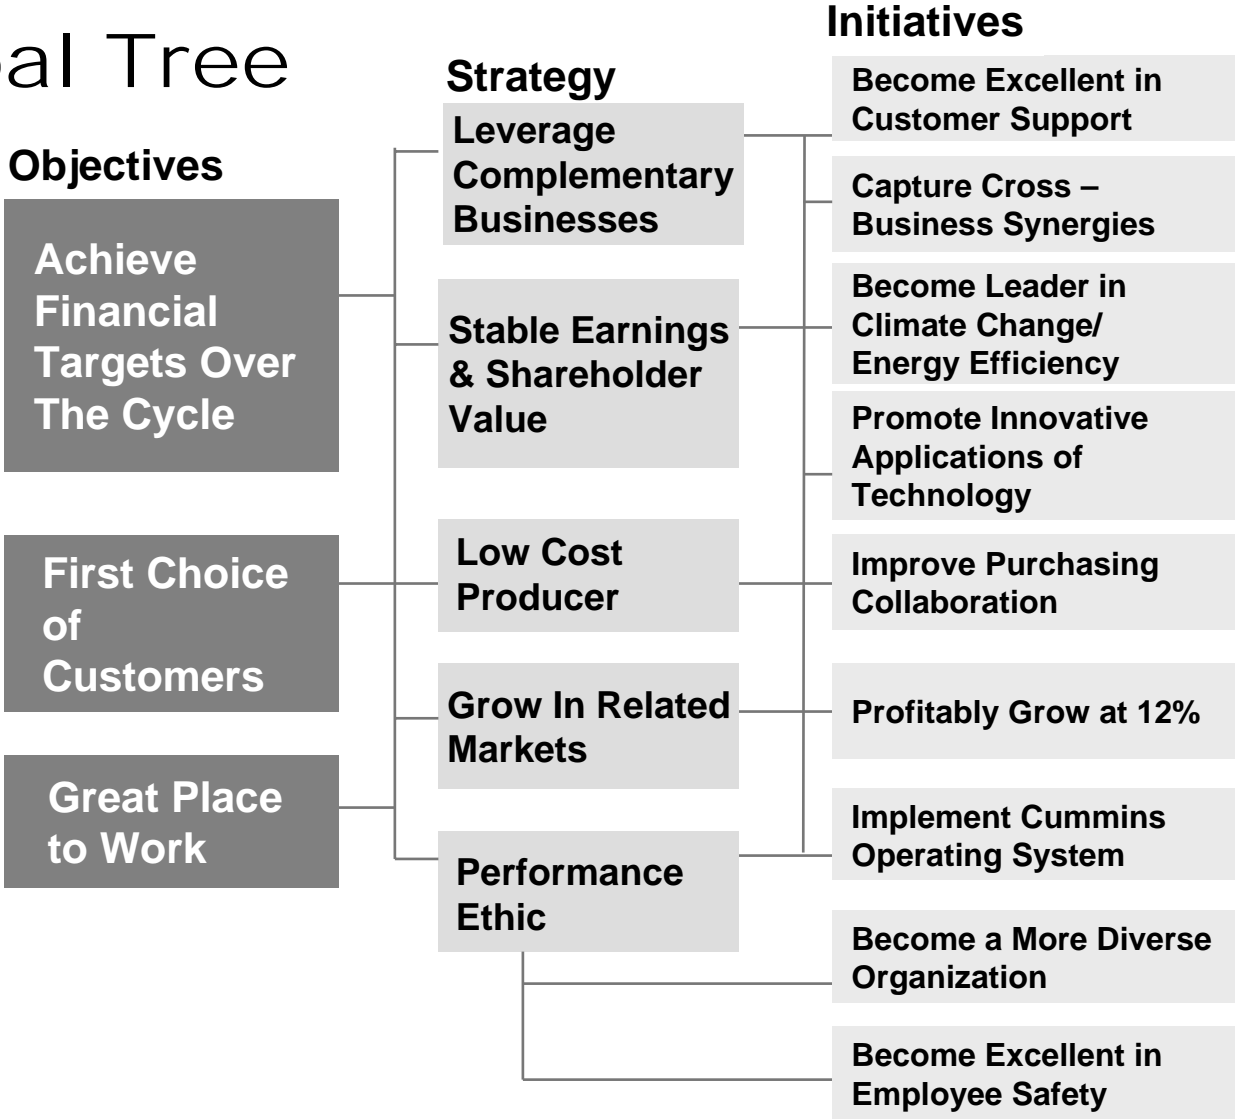 al Tree
Objectives
Achieve
Financial
Targets Over
The Cycle
First Choice
of
Customers
Great Place
to Work
Strategy
Leverage
Complementary
Businesses
Stable Earnings
& Shareholder
Value
Low Cost
Producer
Grow In Related
Markets
Performance
Ethic
Initiatives
Become Excellent in
Customer Support
Capture Cross –
Business Synergies
Become Leader in
Climate Change/
Energy Efficiency
Promote Innovative
Applications of
Technology
Improve Purchasing
Collaboration
Profitably Grow at 12%
Implement Cummins
Operating System
Become a More Diverse
Organization
Become Excellent in
Employee Safety